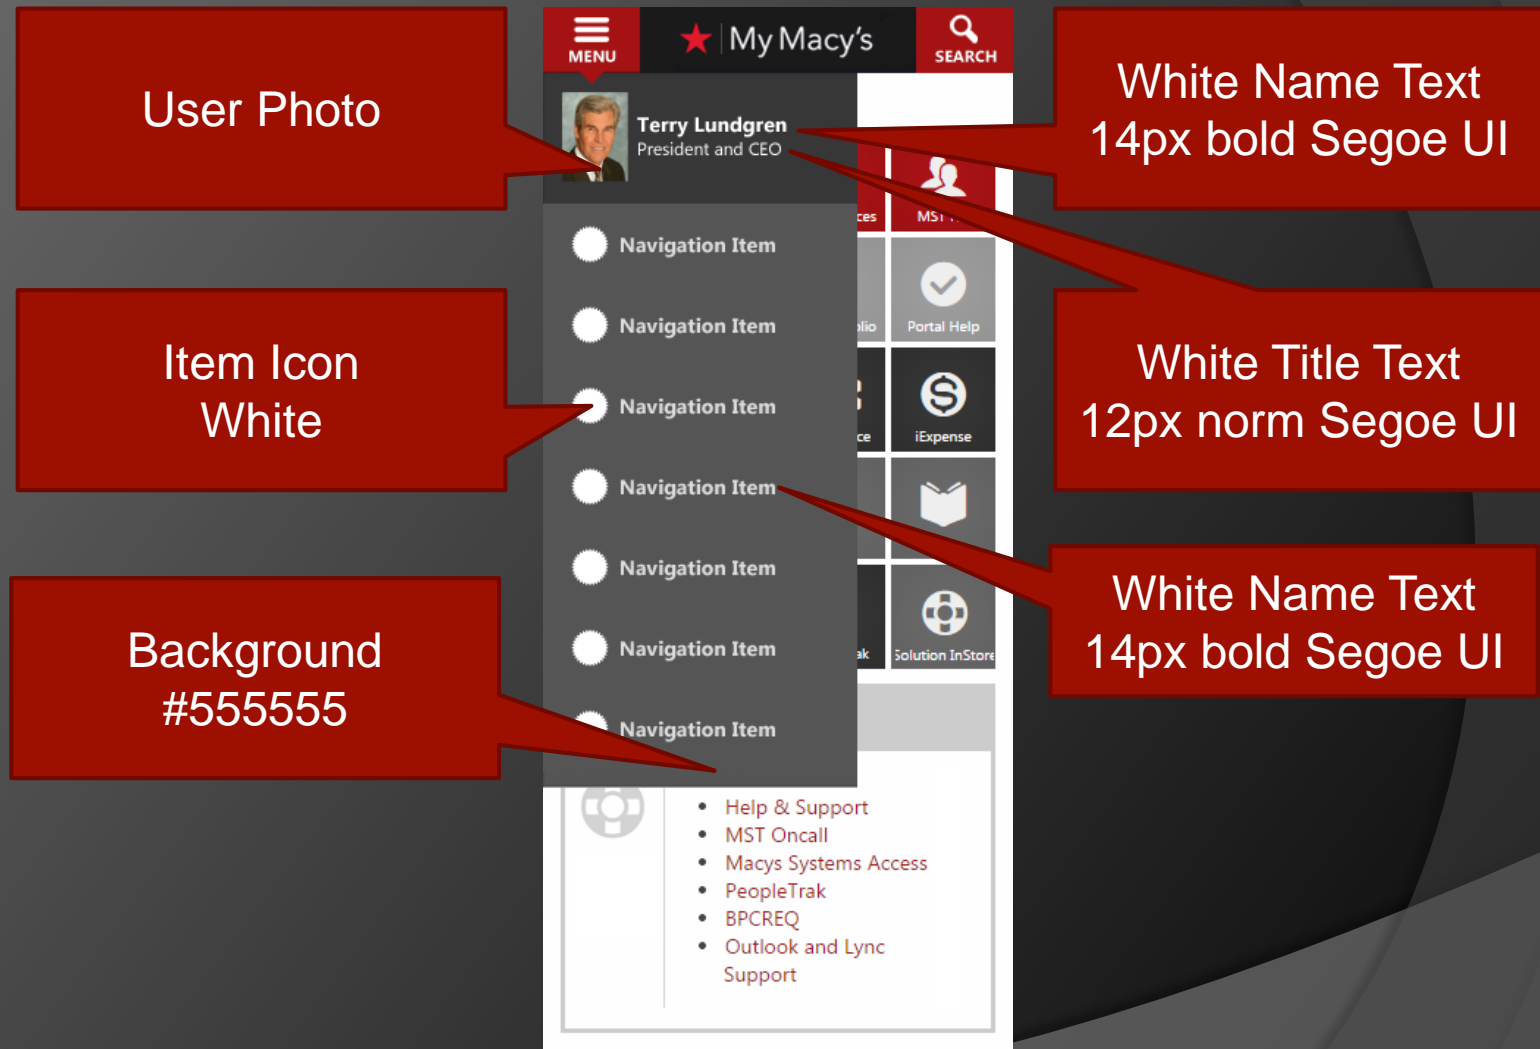 User Photo
Item Icon
White
Background
#555555
MENU
My Macy's
SEARCH
Terry Lundgren
President and CEO
Navigation Item
Navigation Item
Navigation Item
Navigation Item
Navigation Item
Navigation Item
Navigation Item
ces
MST
Portal Help
ce
iExpense
ak
Solution InStore
• Help & Support
• MST Oncall
• Macys Systems Access
• PeopleTrak
• BPCREQ
• Outlook and Lync
Support
White Name Text
14px bold Segoe UI
White Title Text
12px norm Segoe UI
White Name Text
14px bold Segoe UI